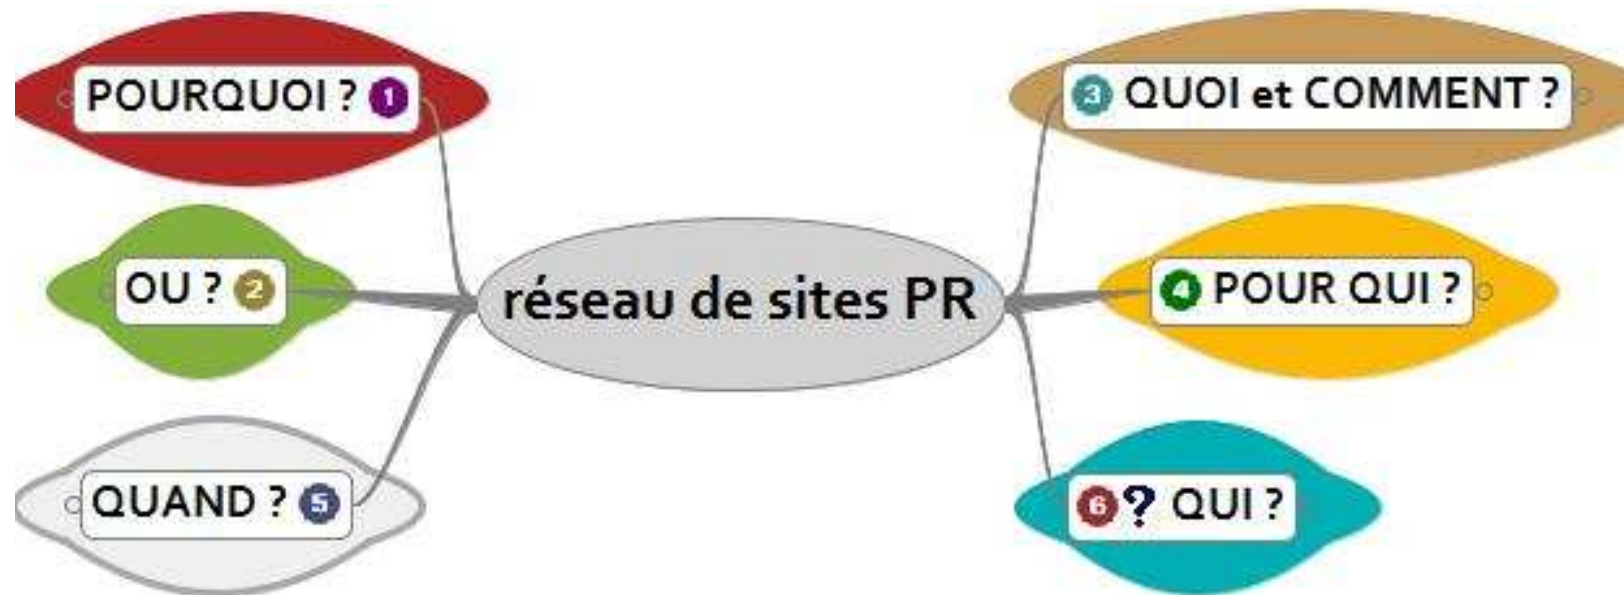 POURQUOI ? 1
OU ? 2
QUAND ? 5
réseau de sites PR
3 QUOI et COMMENT ?
4 POUR QUI ?
6 ? QUI ?